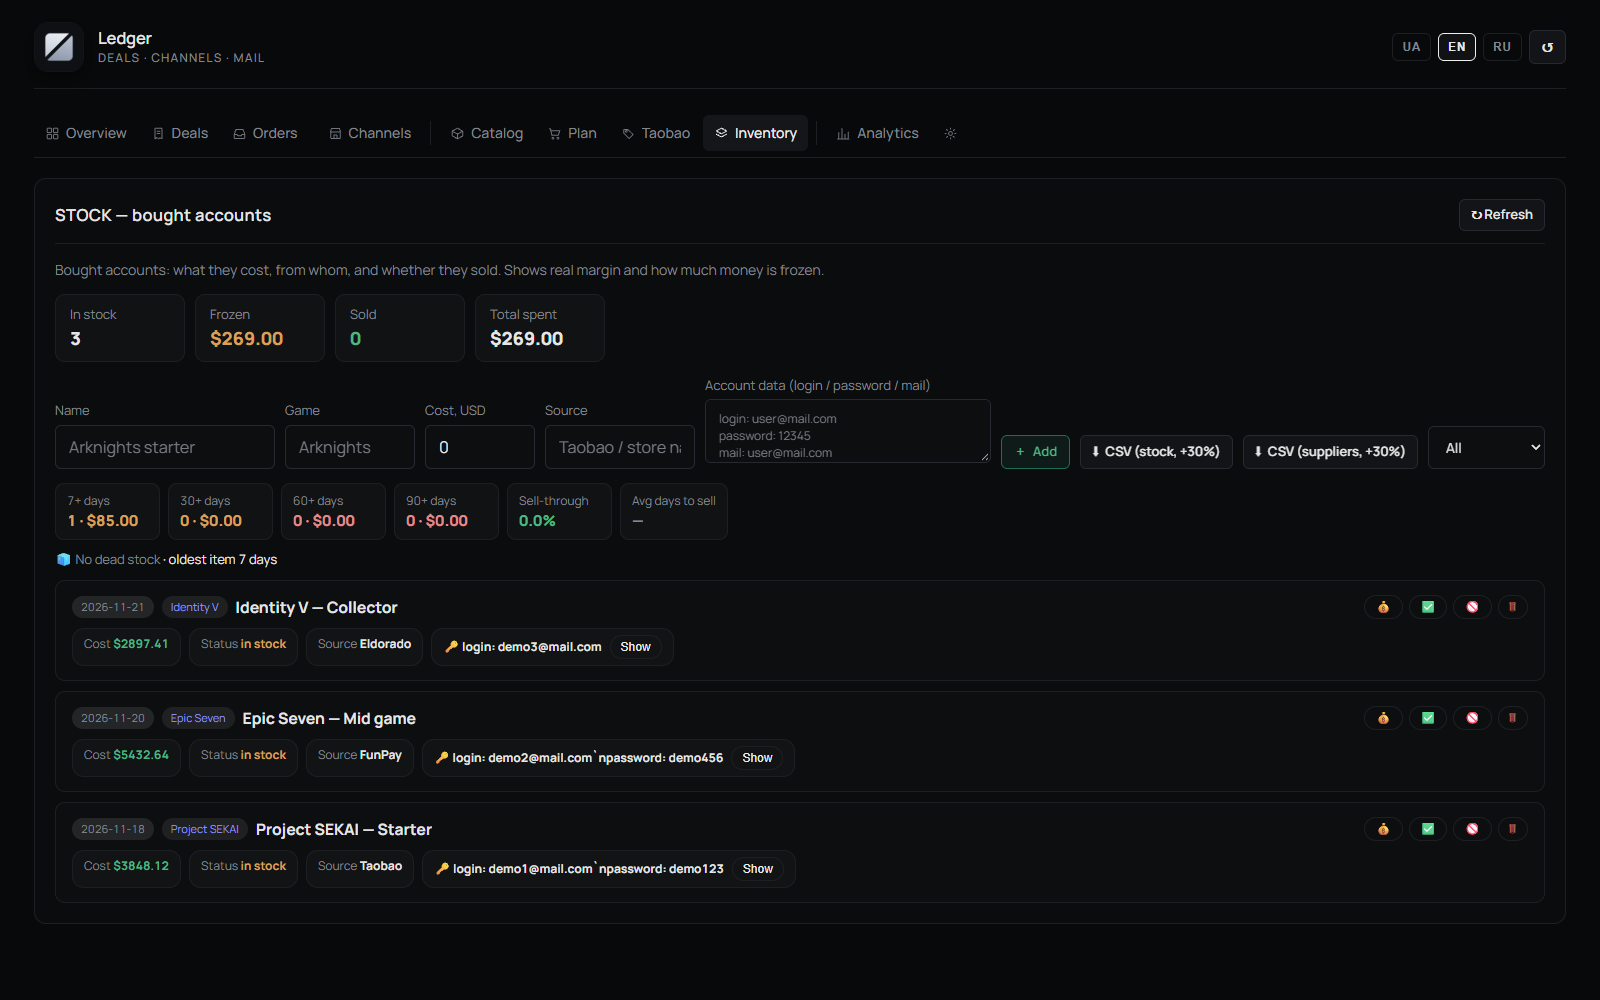 Ledger
DEALS · CHANNELS · MAIL
UA EN RU ↺
Overview Deals Orders Channels Catalog Plan Taobao Inventory Analytics
STOCK — bought accounts
↻ Refresh
Bought accounts: what they cost, from whom, and whether they sold. Shows real margin and how much money is frozen.
In stock
3
Frozen
$269.00
Sold
0
Total spent
$269.00
Name
Arknights starter
Game
Arknights
Cost, USD
0
Source
Taobao / store na
Account data (login / password / mail)
login: user@mail.com
password: 12345
mail: user@mail.com
+ Add
⬇ CSV (stock, +30%)
⬇ CSV (suppliers, +30%)
All
7+ days
1 · $85.00
30+ days
0 · $0.00
60+ days
0 · $0.00
90+ days
0 · $0.00
Sell-through
0.0%
Avg days to sell
—
🧊 No dead stock · oldest item 7 days
2026-11-21 Identity V Identity V — Collector
Cost $2897.41 Status in stock Source Eldorado 🔑 login: demo3@mail.com Show
2026-11-20 Epic Seven Epic Seven — Mid game
Cost $5432.64 Status in stock Source FunPay 🔑 login: demo2@mail.com`npassword: demo456 Show
2026-11-18 Project SEKAI Project SEKAI — Starter
Cost $3848.12 Status in stock Source Taobao 🔑 login: demo1@mail.com`npassword: demo123 Show